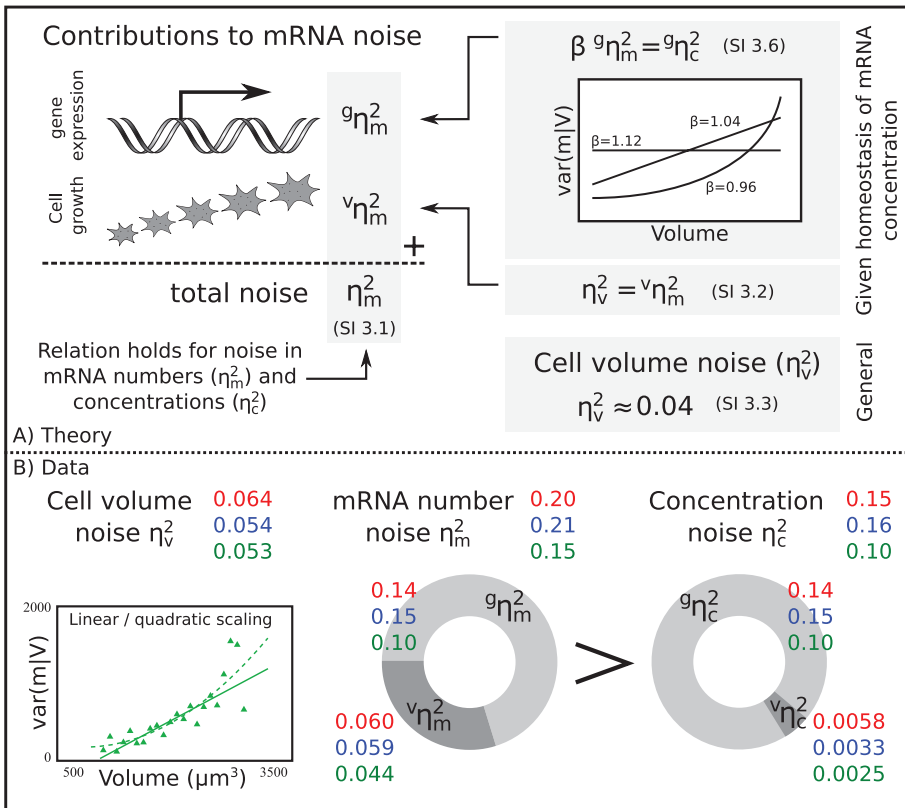 Contributions to mRNA noise
gene
expression
ᵍη²ₘ
Cell
growth
ᵛη²ₘ
+
total noise
η²ₘ
(SI 3.1)
Relation holds for noise in
mRNA numbers (η²ₘ) and
concentrations (η²c)
β ᵍη²ₘ = ᵍη²c (SI 3.6)
var(m|V)
β=1.12
β=1.04
β=0.96
Volume
η²ᵥ = ᵛη²ₘ (SI 3.2)
Given homeostasis of mRNA
concentration
Cell volume noise (η²ᵥ)
η²ᵥ ≈ 0.04 (SI 3.3)
General
A) Theory
B) Data
Cell volume
noise η²ᵥ
0.064
0.054
0.053
2000
Linear / quadratic scaling
var(m|V)
0
500
Volume (µm³)
3500
mRNA number
noise η²ₘ
0.20
0.21
0.15
0.14
0.15
0.10
ᵍη²ₘ
ᵛη²ₘ
0.060
0.059
0.044
>
Concentration
noise η²c
0.15
0.16
0.10
ᵍη²c
0.14
0.15
0.10
ᵛη²c
0.0058
0.0033
0.0025